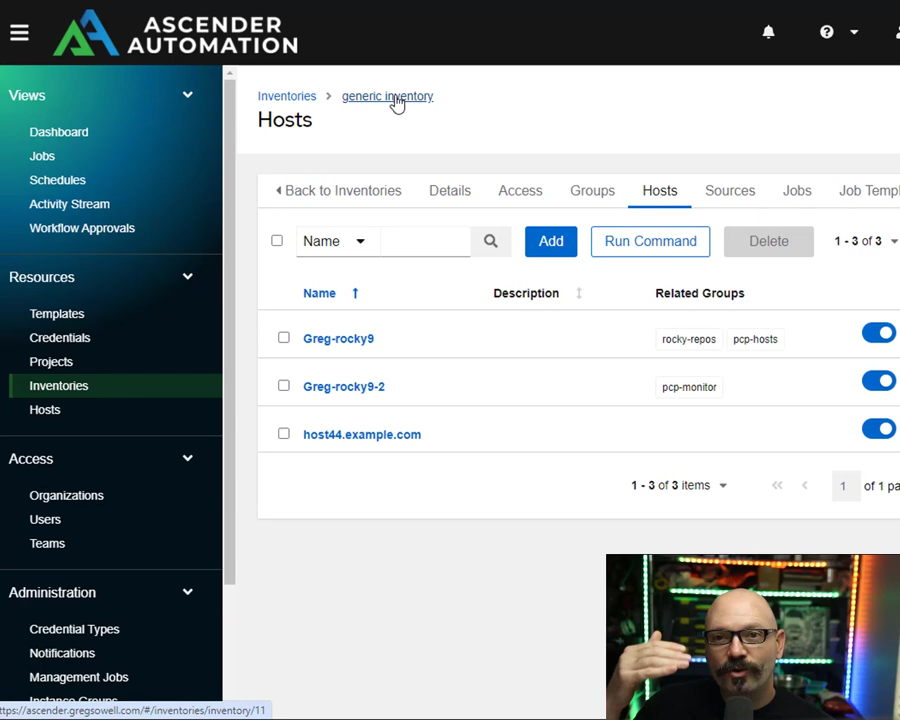 ASCENDER
AUTOMATION
Views
Dashboard
Jobs
Schedules
Activity Stream
Workflow Approvals
Resources
Templates
Credentials
Projects
Inventories
Hosts
Access
Organizations
Users
Teams
Administration
Credential Types
Notifications
Management Jobs
Instance Groups
Inventories > generic inventory
Hosts
Back to Inventories Details Access Groups Hosts Sources Jobs Job Templ
Name Add Run Command Delete 1 - 3 of 3
Name Description Related Groups
Greg-rocky9 rocky-repos pcp-hosts
Greg-rocky9-2 pcp-monitor
host44.example.com
1 - 3 of 3 items 1 of 1 pa
ttps://ascender.gregsowell.com/#/inventories/inventory/11